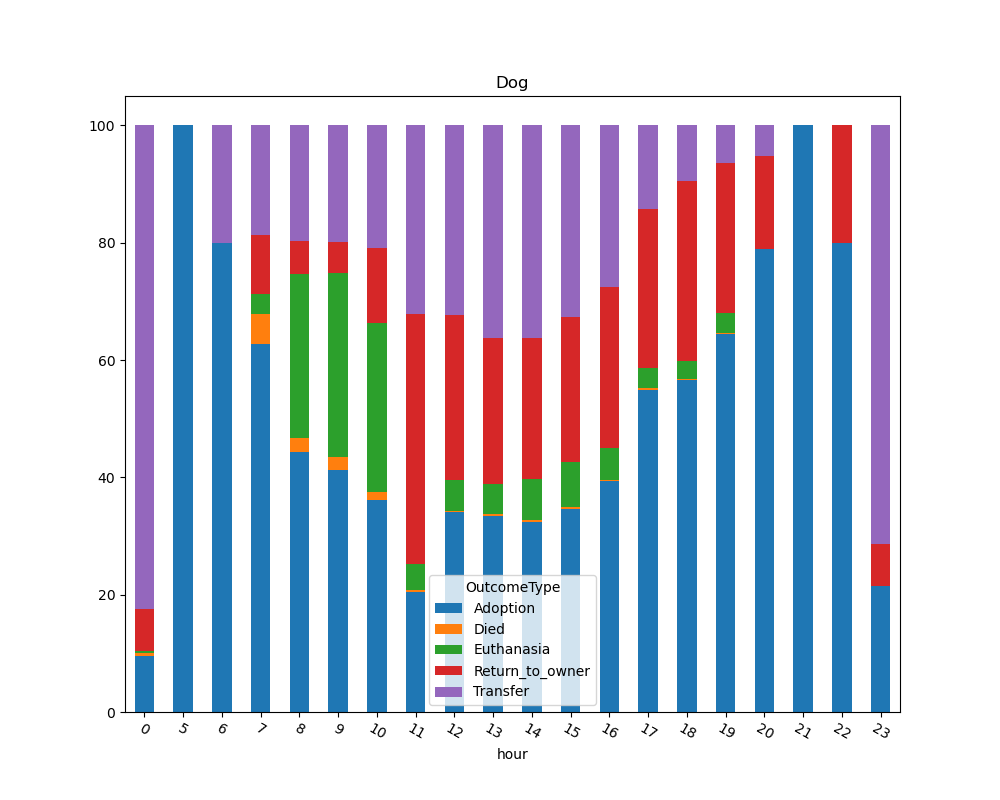 Dog
100
80
60
40
20
0
OutcomeType
Adoption
Died
Euthanasia
Return_to_owner
Transfer
0 5 6 7 8 9 10 11 12 13 14 15 16 17 18 19 20 21 22 23
hour